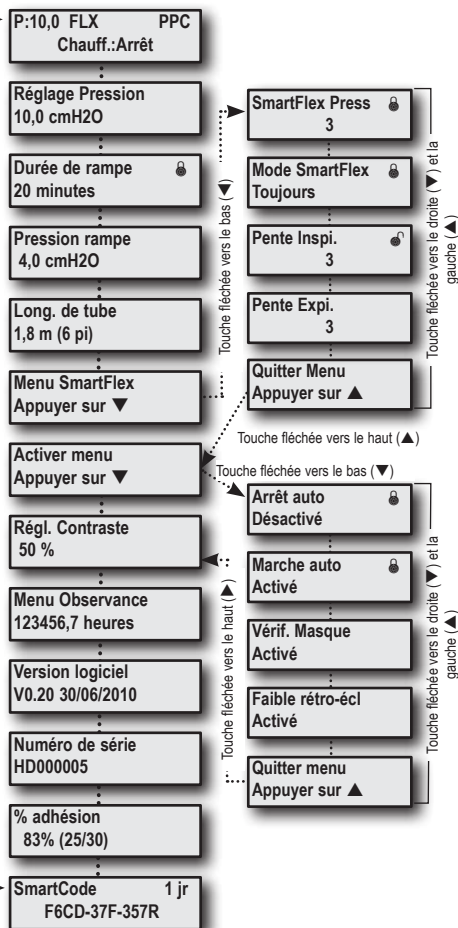 P:10,0 FLX PPC
Chauff.:Arrêt
Réglage Pression
10,0 cmH2O
Durée de rampe
20 minutes
Pression rampe
4,0 cmH2O
Long. de tube
1,8 m (6 pi)
Menu SmartFlex
Appuyer sur ▼
Activer menu
Appuyer sur ▼
Régl. Contraste
50 %
Menu Observance
123456,7 heures
Version logiciel
V0.20 30/06/2010
Numéro de série
HD000005
% adhésion
83% (25/30)
SmartCode 1 jr
F6CD-37F-357R
Touche fléchée vers le bas (▼)
SmartFlex Press
3
Mode SmartFlex
Toujours
Pente Inspi.
3
Pente Expi.
3
Quitter Menu
Appuyer sur ▲
Touche fléchée vers le droite (▼) et la
gauche (▲)
Touche fléchée vers le haut (▲)
Touche fléchée vers le bas (▼)
Arrêt auto
Désactivé
Marche auto
Activé
Vérif. Masque
Activé
Faible rétro-écl
Activé
Quitter menu
Appuyer sur ▲
Touche fléchée vers le haut (▲)
Touche fléchée vers le droite (▼) et la
gauche (▲)